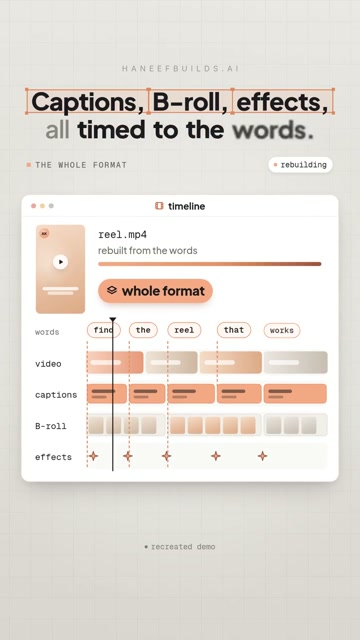 HANEEFBUILDS.AI
Captions, B-roll, effects,
all timed to the words.
THE WHOLE FORMAT
rebuilding
timeline
reel.mp4
rebuilt from the words
whole format
words find the reel that works
video
captions
B-roll
effects
recreated demo